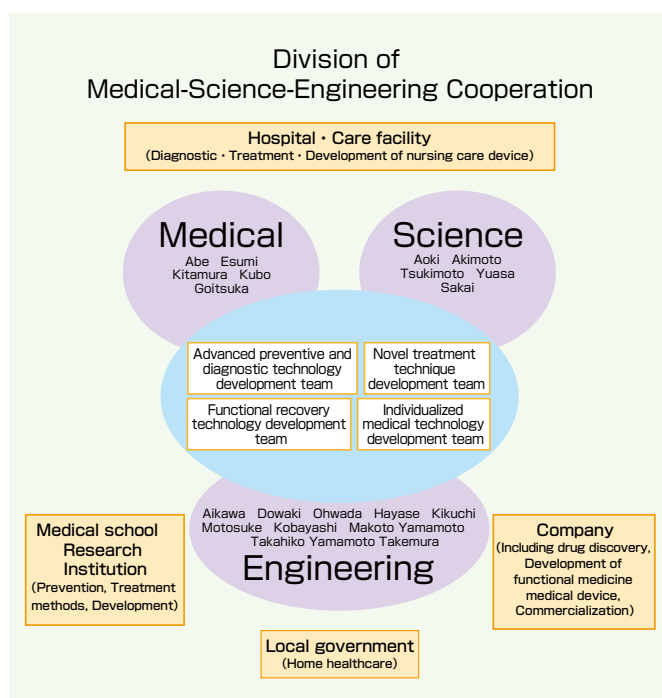 Division of
Medical-Science-Engineering Cooperation
Hospital・Care facility
(Diagnostic・Treatment・Development of nursing care device)
Medical
Abe Esumi
Kitamura Kubo
Goitsuka
Science
Aoki Akimoto
Tsukimoto Yuasa
Sakai
Advanced preventive and
diagnostic technology
development team
Novel treatment
technique
development team
Functional recovery
technology development
team
Individualized
medical technology
development team
Aikawa Dowaki Ohwada Hayase Kikuchi
Motosuke Kobayashi Makoto Yamamoto
Takahiko Yamamoto Takemura
Engineering
Medical school
Research
Institution
(Prevention, Treatment
methods, Development)
Company
(Including drug discovery,
Development of
functional medicine
medical device,
Commercialization)
Local government
(Home healthcare)